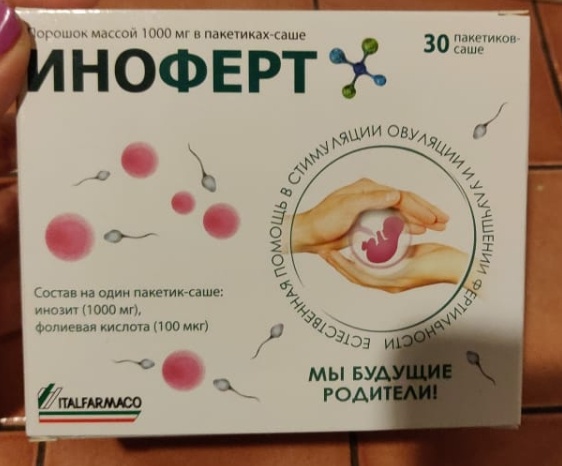 Порошок массой 1000 мг в пакетиках-саше
ИНОФЕРТ
30 пакетиков-
саше
ЕСТЕСТВЕННАЯ ПОМОЩЬ В СТИМУЛЯЦИИ ОВУЛЯЦИИ И УЛУЧШЕНИИ ФЕРТИЛЬНОСТИ
Состав на один пакетик-саше:
инозит (1000 мг),
фолиевая кислота (100 мкг)
МЫ БУДУЩИЕ
РОДИТЕЛИ!
ITALFARMACO